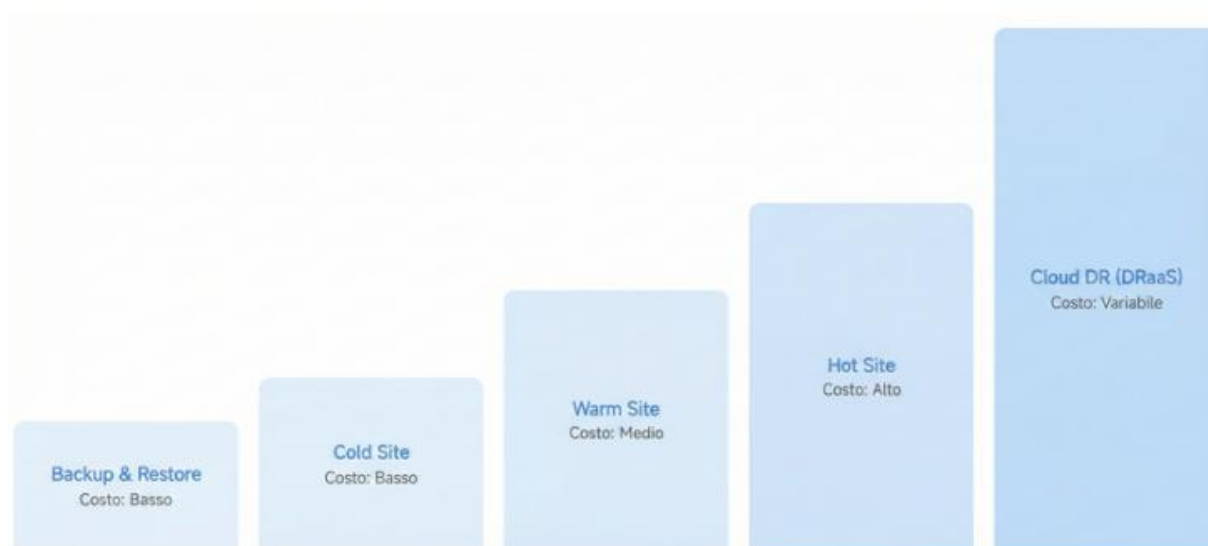 Backup & Restore
Costo: Basso
Cold Site
Costo: Basso
Warm Site
Costo: Medio
Hot Site
Costo: Alto
Cloud DR (DRaaS)
Costo: Variabile